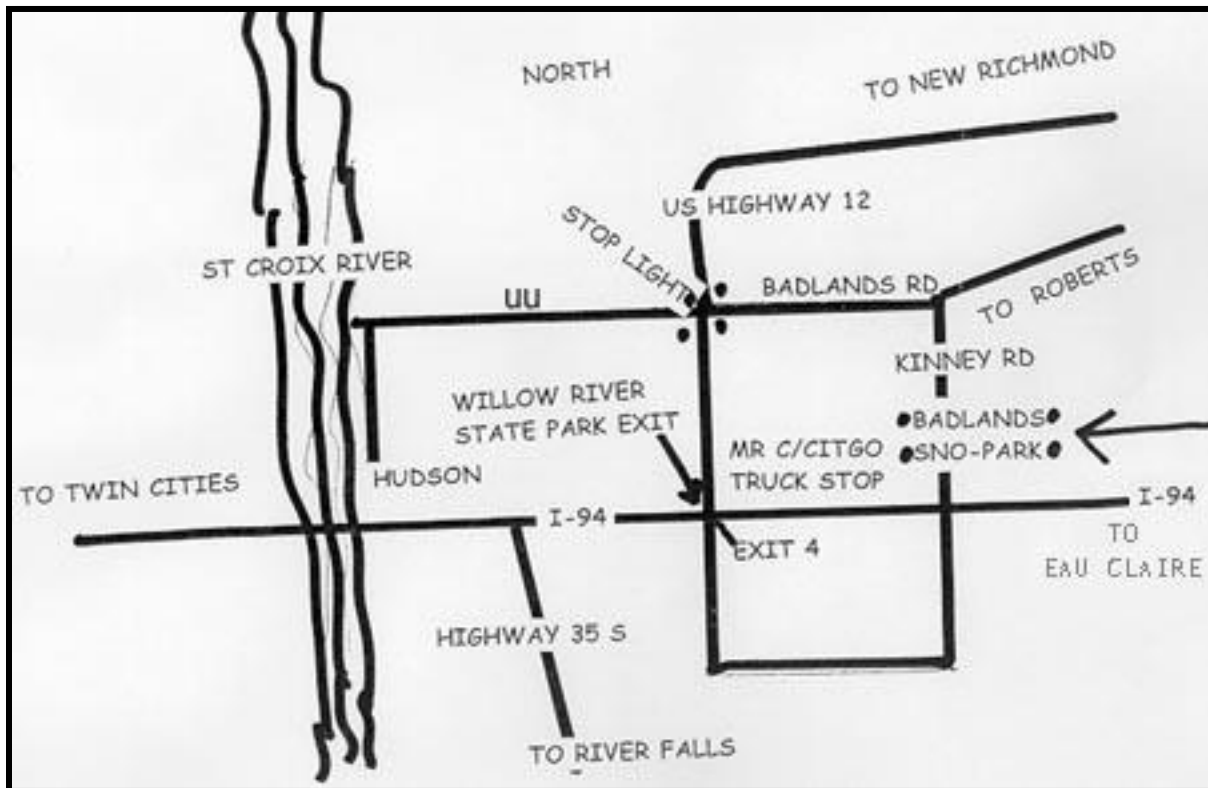 NORTH
TO NEW RICHMOND
US HIGHWAY 12
STOP LIGHT
ST CROIX RIVER
UU
BADLANDS RD
TO ROBERTS
KINNEY RD
WILLOW RIVER
STATE PARK EXIT
BADLANDS
SNO-PARK
MR C/CITGO
TRUCK STOP
HUDSON
TO TWIN CITIES
I-94
I-94
EXIT 4
TO
EAU CLAIRE
HIGHWAY 35 S
TO RIVER FALLS